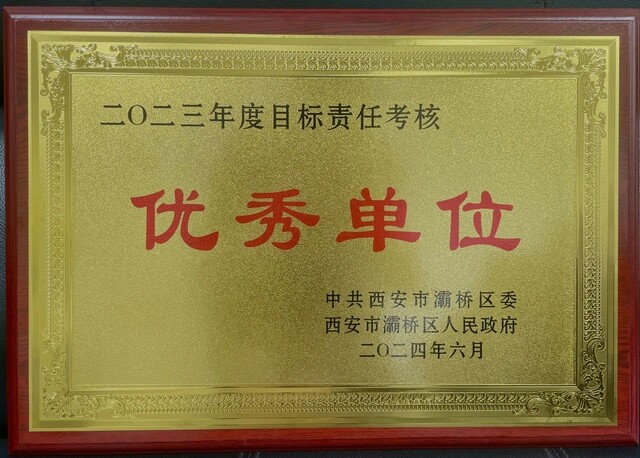 二〇二三年度目标责任考核
优秀单位
中共西安市灞桥区委
西安市灞桥区人民政府
二〇二四年六月